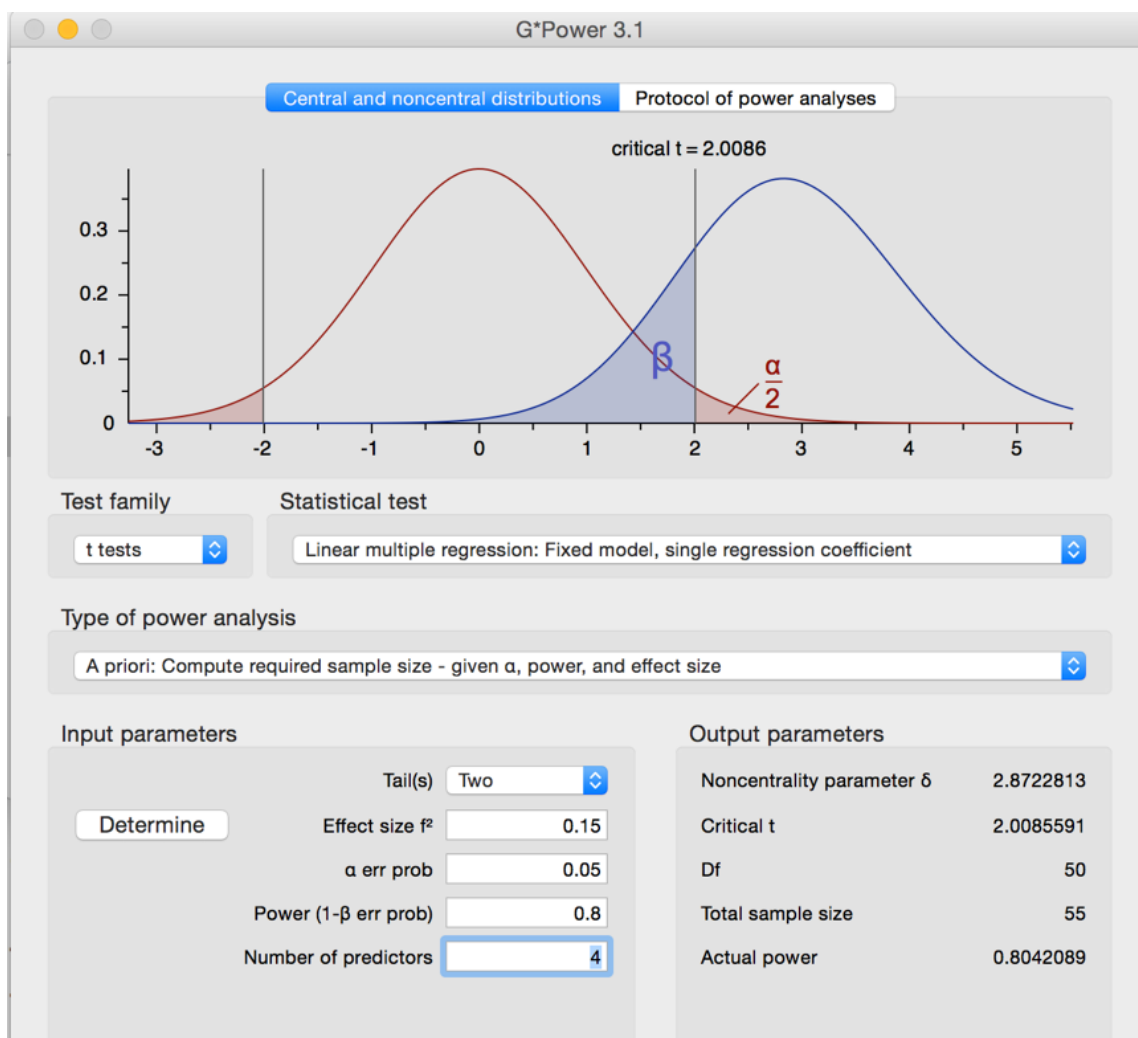 G*Power 3.1
Central and noncentral distributions Protocol of power analyses
critical t = 2.0086
0.3
0.2
0.1
0
β
α
2
-3 -2 -1 0 1 2 3 4 5
Test family Statistical test
t tests Linear multiple regression: Fixed model, single regression coefficient
Type of power analysis
A priori: Compute required sample size - given α, power, and effect size
Input parameters
Tail(s) Two
Determine Effect size f² 0.15
α err prob 0.05
Power (1-β err prob) 0.8
Number of predictors 4
Output parameters
Noncentrality parameter δ 2.8722813
Critical t 2.0085591
Df 50
Total sample size 55
Actual power 0.8042089